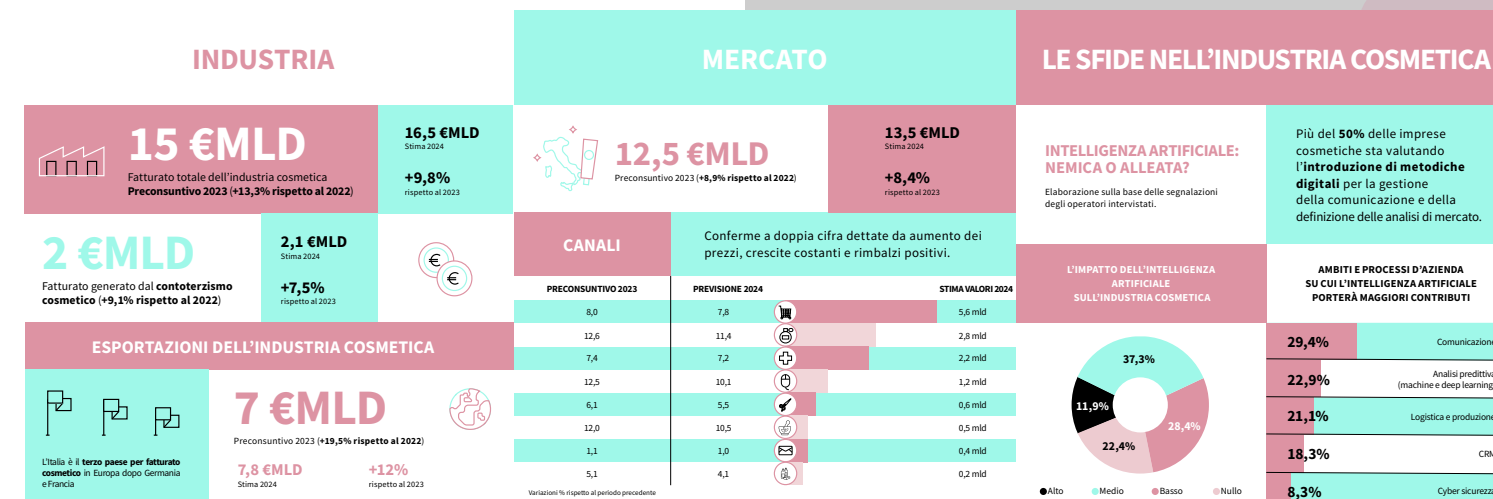 INDUSTRIA
15 €MLD
Fatturato totale dell’industria cosmetica
Preconsuntivo 2023 (+13,3% rispetto al 2022)
16,5 €MLD
Stima 2024
+9,8%
rispetto al 2023
2 €MLD
Fatturato generato dal contoterzismo
cosmetico (+9,1% rispetto al 2022)
2,1 €MLD
Stima 2024
+7,5%
rispetto al 2023
€
€
ESPORTAZIONI DELL’INDUSTRIA COSMETICA
L’Italia è il terzo paese per fatturato
cosmetico in Europa dopo Germania
e Francia
7 €MLD
Preconsuntivo 2023 (+19,5% rispetto al 2022)
7,8 €MLD
Stima 2024
+12%
rispetto al 2023
MERCATO
12,5 €MLD
Preconsuntivo 2023 (+8,9% rispetto al 2022)
13,5 €MLD
Stima 2024
+8,4%
rispetto al 2023
CANALI
Conferme a doppia cifra dettate da aumento dei
prezzi, crescite costanti e rimbalzi positivi.
PRECONSUNTIVO 2023 PREVISIONE 2024 STIMA VALORI 2024
8,0 7,8 5,6 mld
12,6 11,4 2,8 mld
7,4 7,2 2,2 mld
12,5 10,1 1,2 mld
6,1 5,5 0,6 mld
12,0 10,5 0,5 mld
1,1 1,0 0,4 mld
5,1 4,1 0,2 mld
Variazioni % rispetto al periodo precedente
LE SFIDE NELL’INDUSTRIA COSMETICA
INTELLIGENZA ARTIFICIALE:
NEMICA O ALLEATA?
Elaborazione sulla base delle segnalazioni
degli operatori intervistati.
Più del 50% delle imprese
cosmetiche sta valutando
l’introduzione di metodiche
digitali per la gestione
della comunicazione e della
definizione delle analisi di mercato.
L’IMPATTO DELL’INTELLIGENZA
ARTIFICIALE
SULL’INDUSTRIA COSMETICA
37,3%
11,9%
28,4%
22,4%
Alto Medio Basso Nullo
AMBITI E PROCESSI D’AZIENDA
SU CUI L’INTELLIGENZA ARTIFICIALE
PORTERÀ MAGGIORI CONTRIBUTI
29,4% Comunicazione
22,9% Analisi predittiva
(machine e deep learning)
21,1% Logistica e produzione
18,3% CRM
8,3% Cyber sicurezza